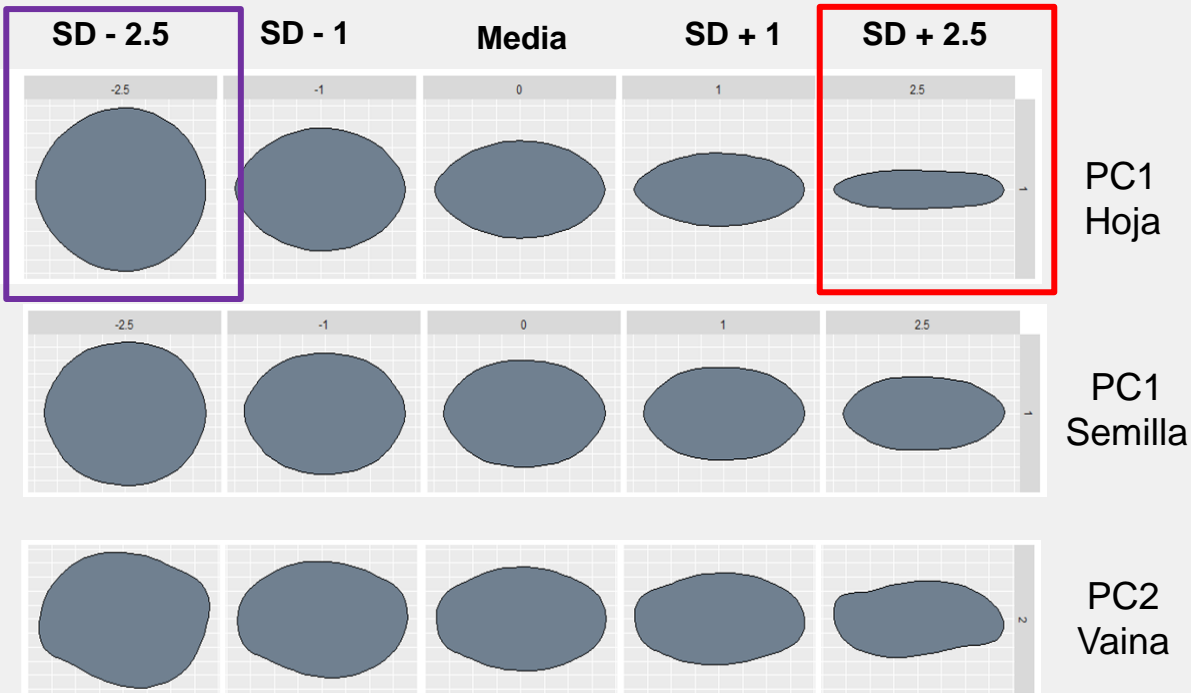 SD - 2.5 SD - 1 Media SD + 1 SD + 2.5
-2.5 -1 0 1 2.5
1
PC1
Hoja
-2.5 -1 0 1 2.5
1
PC1
Semilla
2
PC2
Vaina